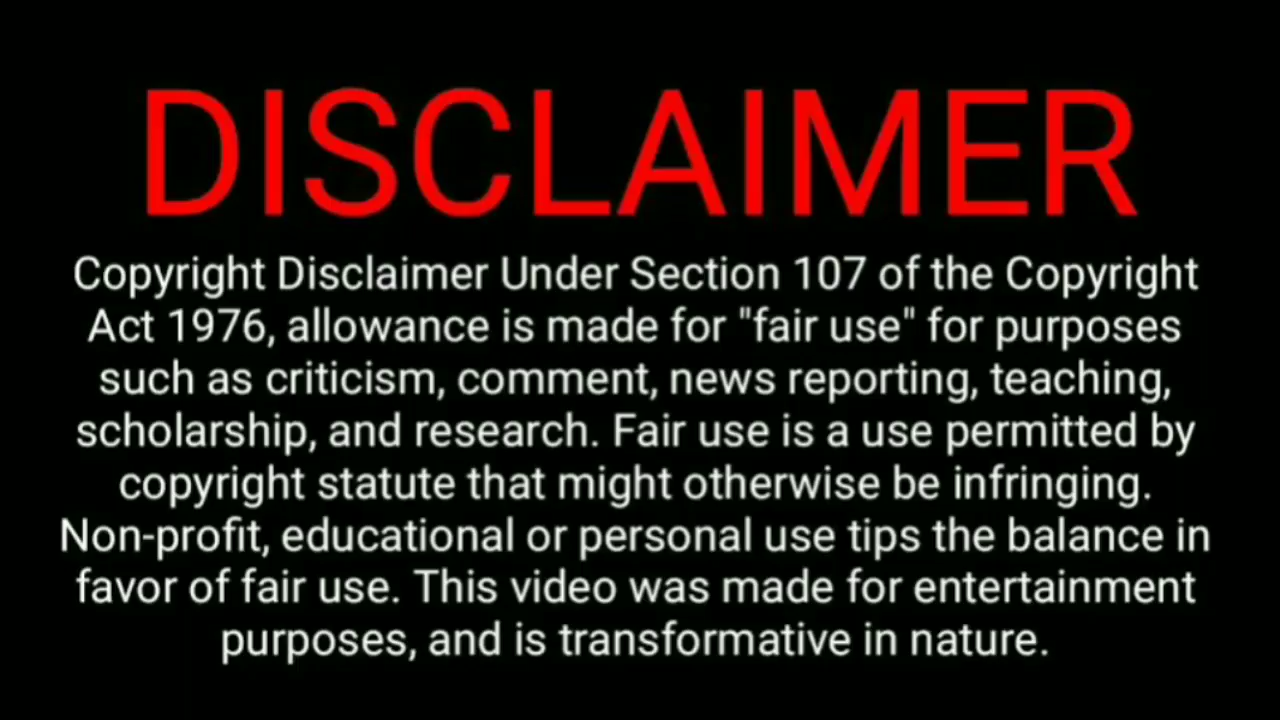 DISCLAIMER
Copyright Disclaimer Under Section 107 of the Copyright
Act 1976, allowance is made for "fair use" for purposes
such as criticism, comment, news reporting, teaching,
scholarship, and research. Fair use is a use permitted by
copyright statute that might otherwise be infringing.
Non-profit, educational or personal use tips the balance in
favor of fair use. This video was made for entertainment
purposes, and is transformative in nature.